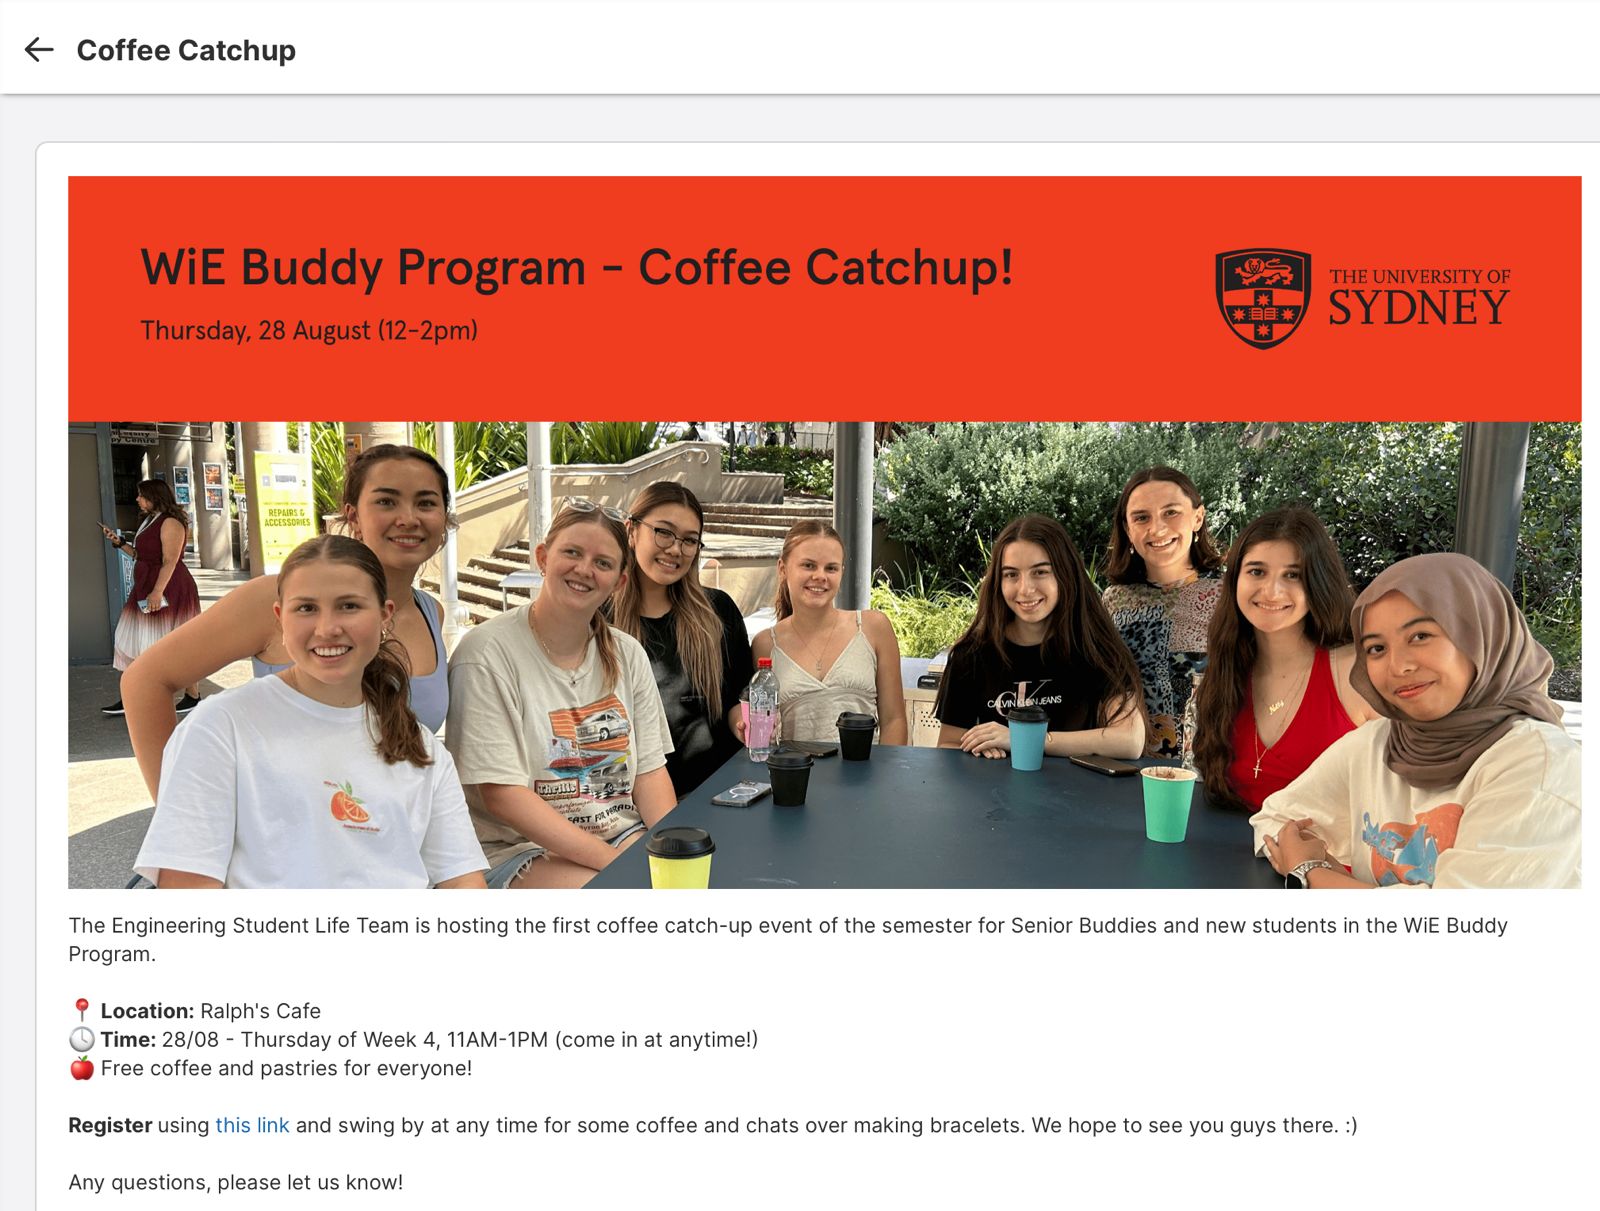 Coffee Catchup
WiE Buddy Program - Coffee Catchup!
Thursday, 28 August (12-2pm)
THE UNIVERSITY OF
SYDNEY
REPAIRS &
ACCESSORIES
CALVIN KLEIN JEANS
Thrills
The Engineering Student Life Team is hosting the first coffee catch-up event of the semester for Senior Buddies and new students in the WiE Buddy
Program.
📍 Location: Ralph's Cafe
🕓 Time: 28/08 - Thursday of Week 4, 11AM-1PM (come in at anytime!)
🍎 Free coffee and pastries for everyone!
Register using this link and swing by at any time for some coffee and chats over making bracelets. We hope to see you guys there. :)
Any questions, please let us know!